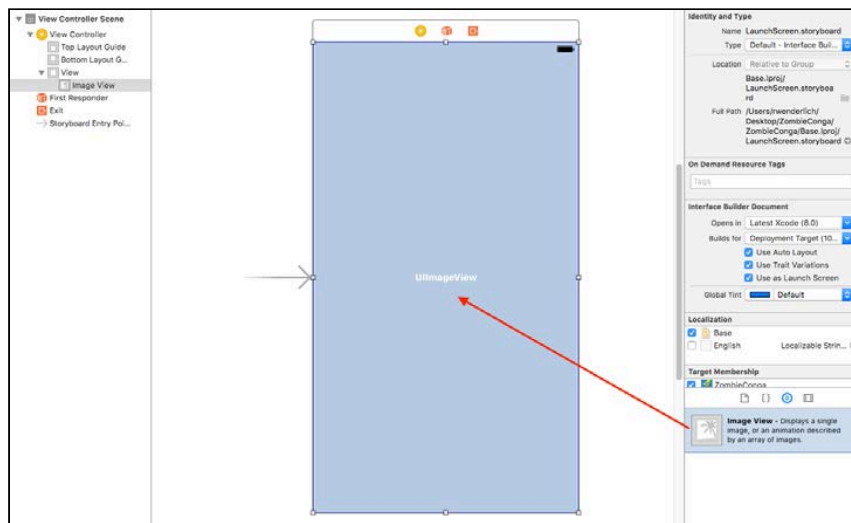 View Controller Scene
View Controller
Top Layout Guide
Bottom Layout G...
View
Image View
First Responder
Exit
Storyboard Entry Poi...
UIImageView
Identity and Type
Name LaunchScreen.storyboard
Type Default - Interface Buil...
Location Relative to Group
Base.lproj/
LaunchScreen.storyboa
rd
Full Path /Users/rwenderlich/
Desktop/ZombieConga/
ZombieConga/Base.lproj/
LaunchScreen.storyboard
On Demand Resource Tags
Tags
Interface Builder Document
Opens in Latest Xcode (8.0)
Builds for Deployment Target (10...
Use Auto Layout
Use Trait Variations
Use as Launch Screen
Global Tint Default
Localization
Base
English Localizable Strin...
Target Membership
ZombieConga
Image View - Displays a single
image, or an animation described
by an array of images.